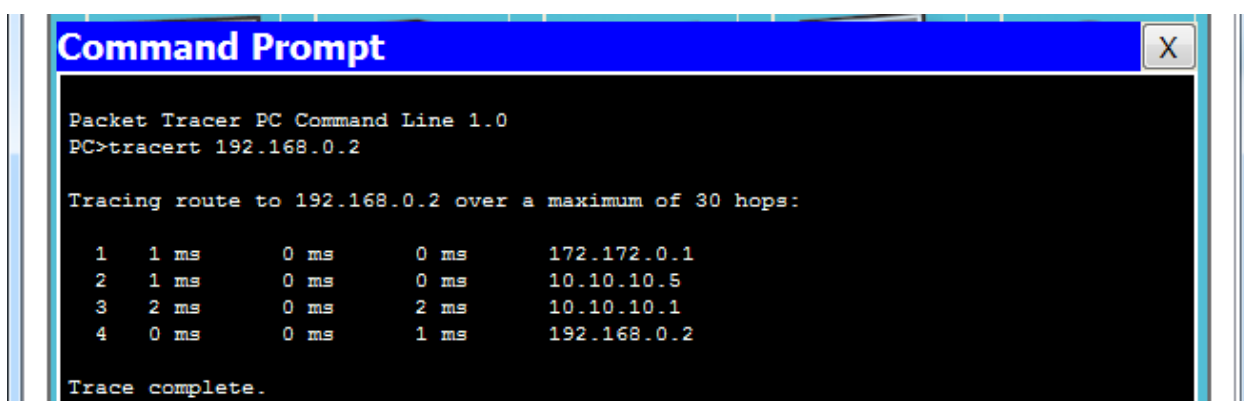 Command Prompt X
Packet Tracer PC Command Line 1.0
PC>tracert 192.168.0.2
Tracing route to 192.168.0.2 over a maximum of 30 hops:
1 1 ms 0 ms 0 ms 172.172.0.1
2 1 ms 0 ms 0 ms 10.10.10.5
3 2 ms 0 ms 2 ms 10.10.10.1
4 0 ms 0 ms 1 ms 192.168.0.2
Trace complete.